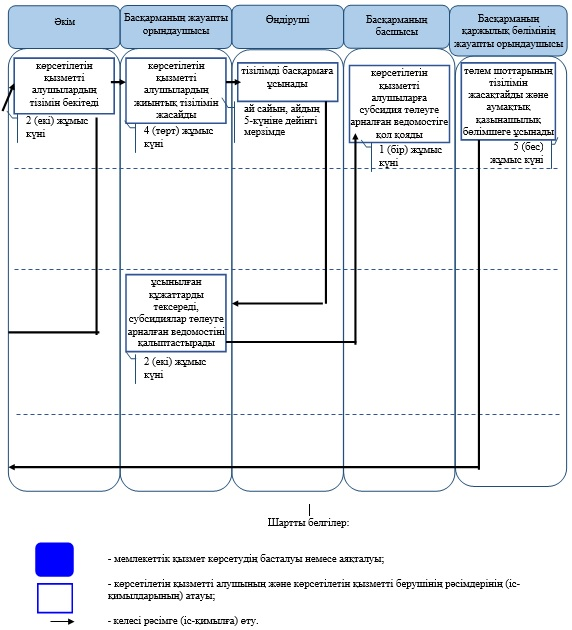 Әкім
Басқарманың жауапты
орындаушысы
Өндіруші
Басқарманың
басшысы
Басқарманың
қаржылық бөлімінің
жауапты орындаушысы
көрсетілетін
қызметті
алушылардың
тізімін бекітеді
2 (екі) жұмыс
күні
көрсетілетін
қызметті
алушылардың
жиынтық тізілімін
жасайды
4 (төрт) жұмыс
күні
тізілімді басқармаға
ұсынады
ай сайын, айдың
5-күніне дейінгі
мерзімде
көрсетілетін
қызметті
алушыларға
субсидия төлеуге
арналған ведомостіге
қол қояды
1 (бір) жұмыс
күні
төлем шоттарының
тізілімін
жасақтайды және
аумақтық
қазынашылық
бөлімшеге ұсынады
5 (бес)
жұмыс күні
ұсынылған
құжаттарды
тексереді,
субсидиялар төлеуге
арналған ведомостіні
қалыптастырады
2 (екі) жұмыс
күні
Шартты белгілер:
- мемлекеттік қызмет көрсетудің басталуы немесе аяқталуы;
- көрсетілетін қызметті алушының және көрсетілетін қызметті берушінің рәсімдерінің (іс-
қимылдарының) атауы;
- келесі рәсімге (іс-қимылға) өту.